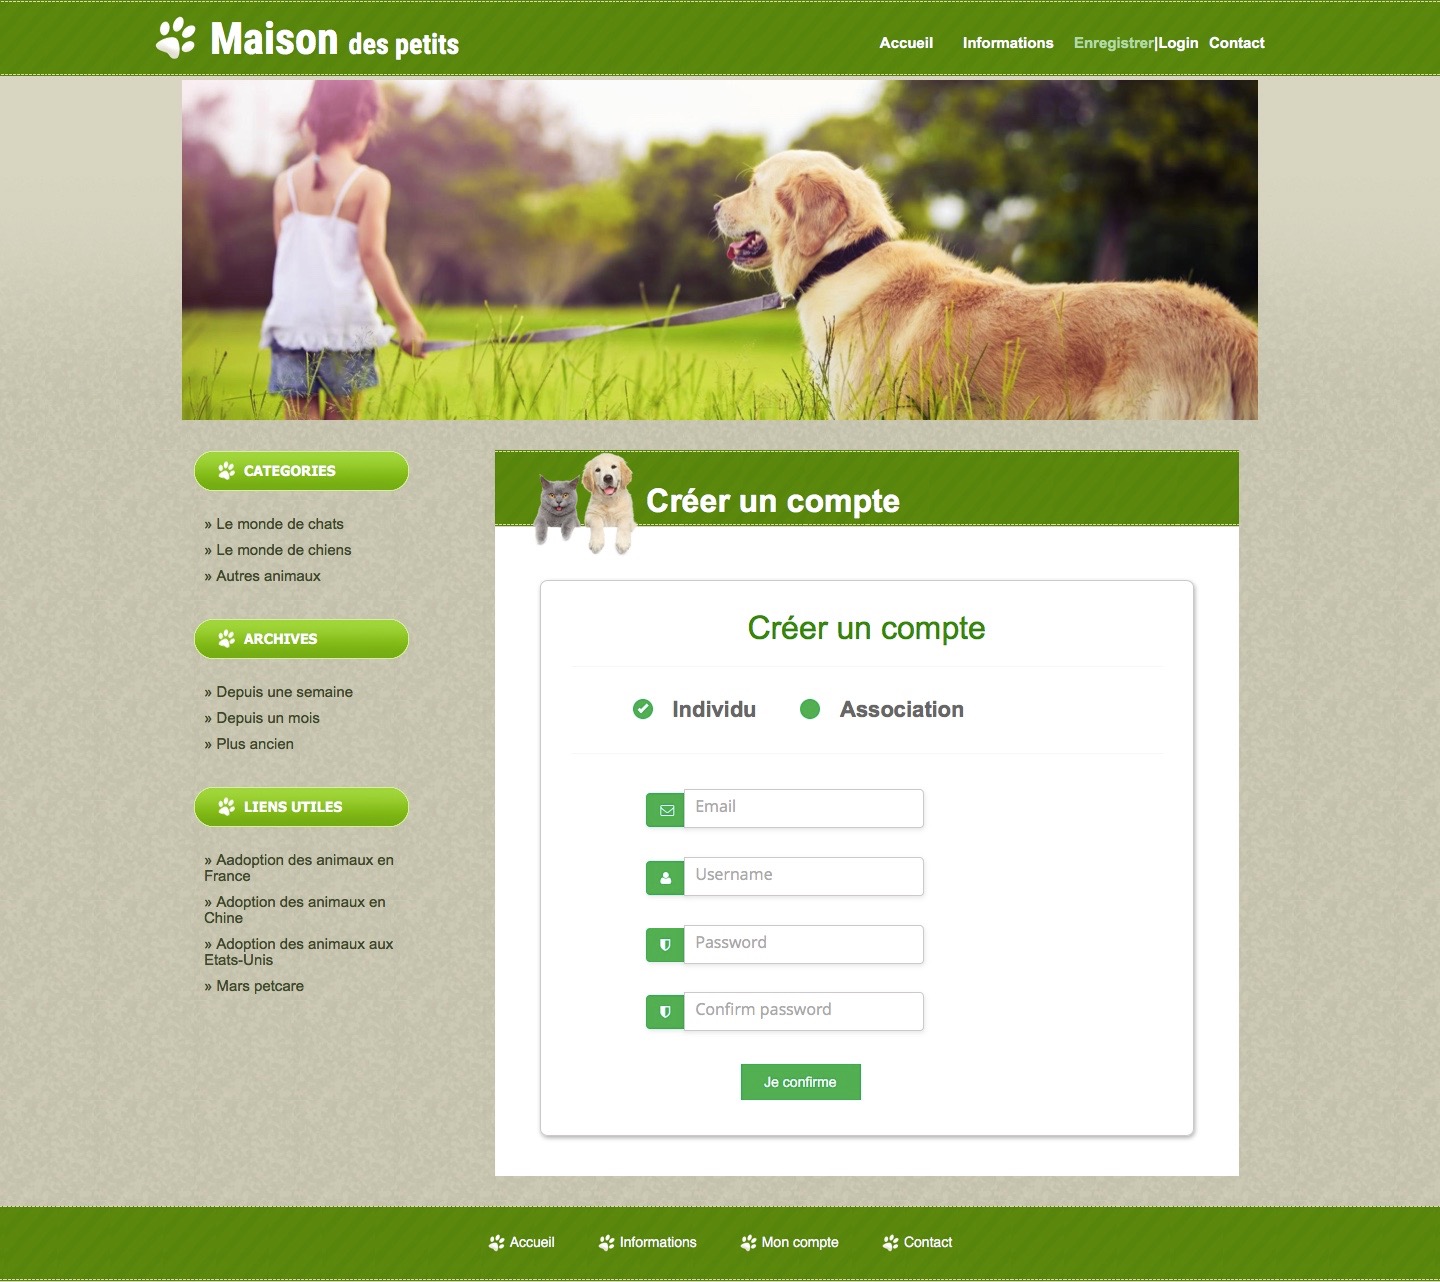 Maison des petits
Accueil Informations Enregistrer|Login Contact
CATEGORIES
» Le monde de chats
» Le monde de chiens
» Autres animaux
ARCHIVES
» Depuis une semaine
» Depuis un mois
» Plus ancien
LIENS UTILES
» Aadoption des animaux en
France
» Adoption des animaux en
Chine
» Adoption des animaux aux
Etats-Unis
» Mars petcare
Créer un compte
Créer un compte
Individu Association
Email
Username
Password
Confirm password
Je confirme
Accueil Informations Mon compte Contact